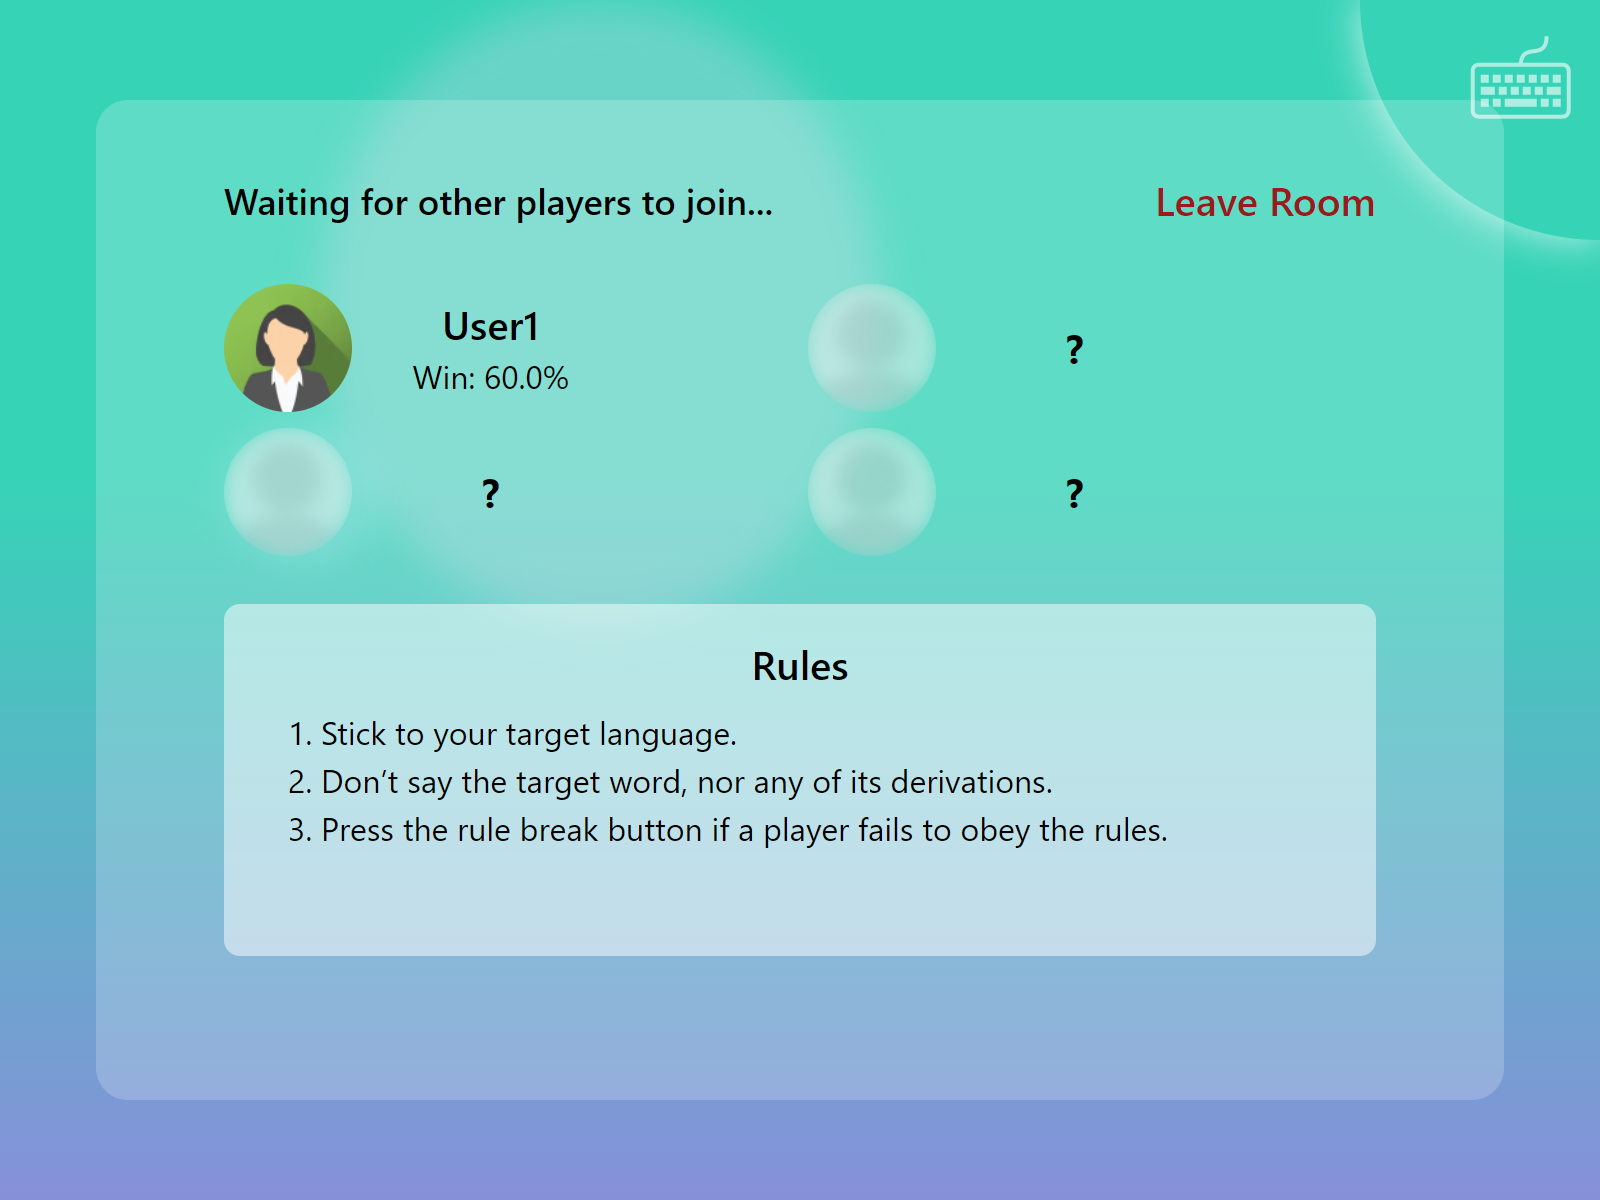 Waiting for other players to join...
Leave Room
User1
Win: 60.0%
?
?
?
Rules
1. Stick to your target language.
2. Don’t say the target word, nor any of its derivations.
3. Press the rule break button if a player fails to obey the rules.